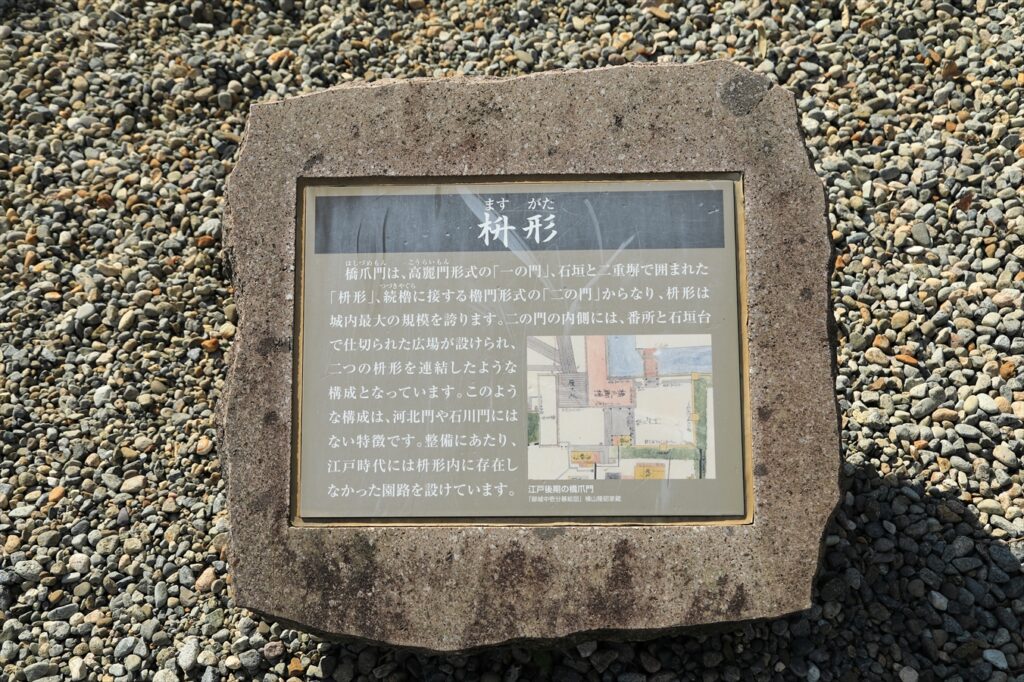 ます がた
枡形
はしづめもん こうらいもん
橋爪門は、高麗門形式の「一の門」、石垣と二重塀で囲まれた
つづきやぐら
「枡形」、続櫓に接する櫓門形式の「二の門」からなり、枡形は
城内最大の規模を誇ります。二の門の内側には、番所と石垣台
で仕切られた広場が設けられ、
二つの枡形を連結したような
構成となっています。このよう
な構成は、河北門や石川門には
ない特徴です。整備にあたり、
江戸時代には枡形内に存在し
なかった園路を設けています。
江戸後期の橋爪門